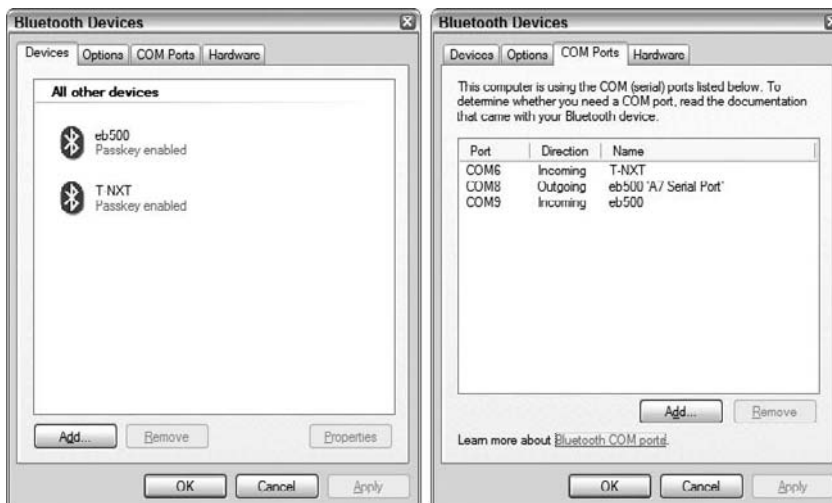 Bluetooth Devices
Devices Options COM Ports Hardware
All other devices
eb500
Passkey enabled
T-NXT
Passkey enabled
Add... Remove Properties
OK Cancel Apply
Bluetooth Devices
Devices Options COM Ports Hardware
This computer is using the COM (serial) ports listed below. To
determine whether you need a COM port, read the documentation
that came with your Bluetooth device.
Port Direction Name
COM6 Incoming T-NXT
COM8 Outgoing eb500 'A7 Serial Port'
COM9 Incoming eb500
Add... Remove
Learn more about Bluetooth COM ports.
OK Cancel Apply